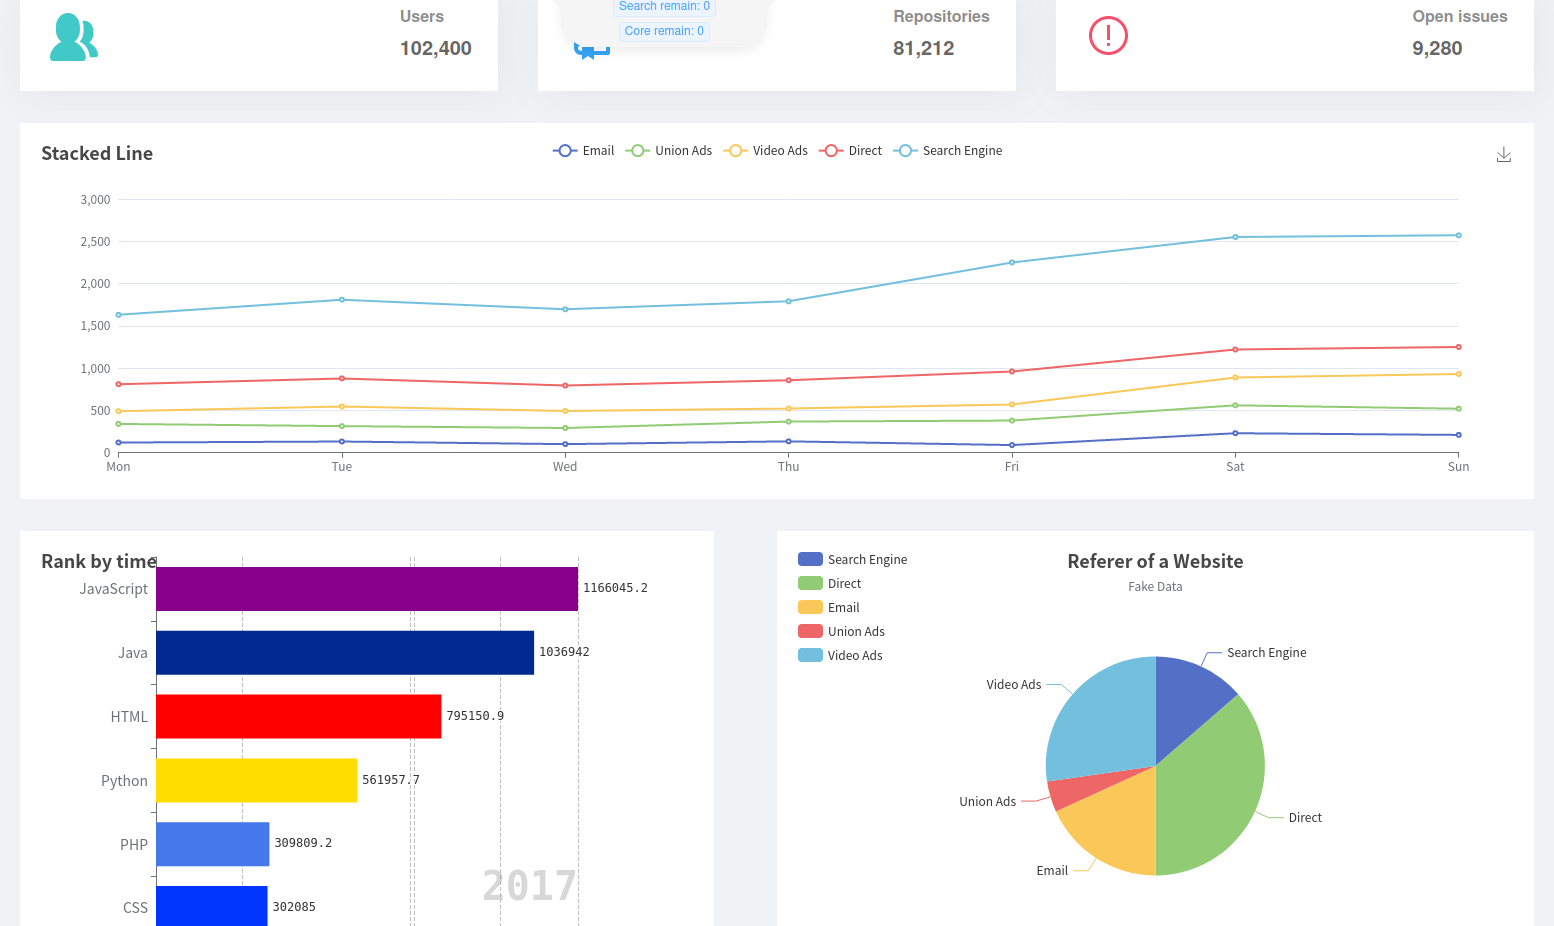 Users
102,400
Search remain: 0
Core remain: 0
Repositories
81,212
Open issues
9,280
Stacked Line
Email Union Ads Video Ads Direct Search Engine
3,000
2,500
2,000
1,500
1,000
500
0
Mon Tue Wed Thu Fri Sat Sun
Rank by time
JavaScript 1166045.2
Java 1036942
HTML 795150.9
Python 561957.7
PHP 309809.2
CSS 302085
2017
Search Engine
Direct
Email
Union Ads
Video Ads
Referer of a Website
Fake Data
Search Engine
Video Ads
Union Ads
Direct
Email